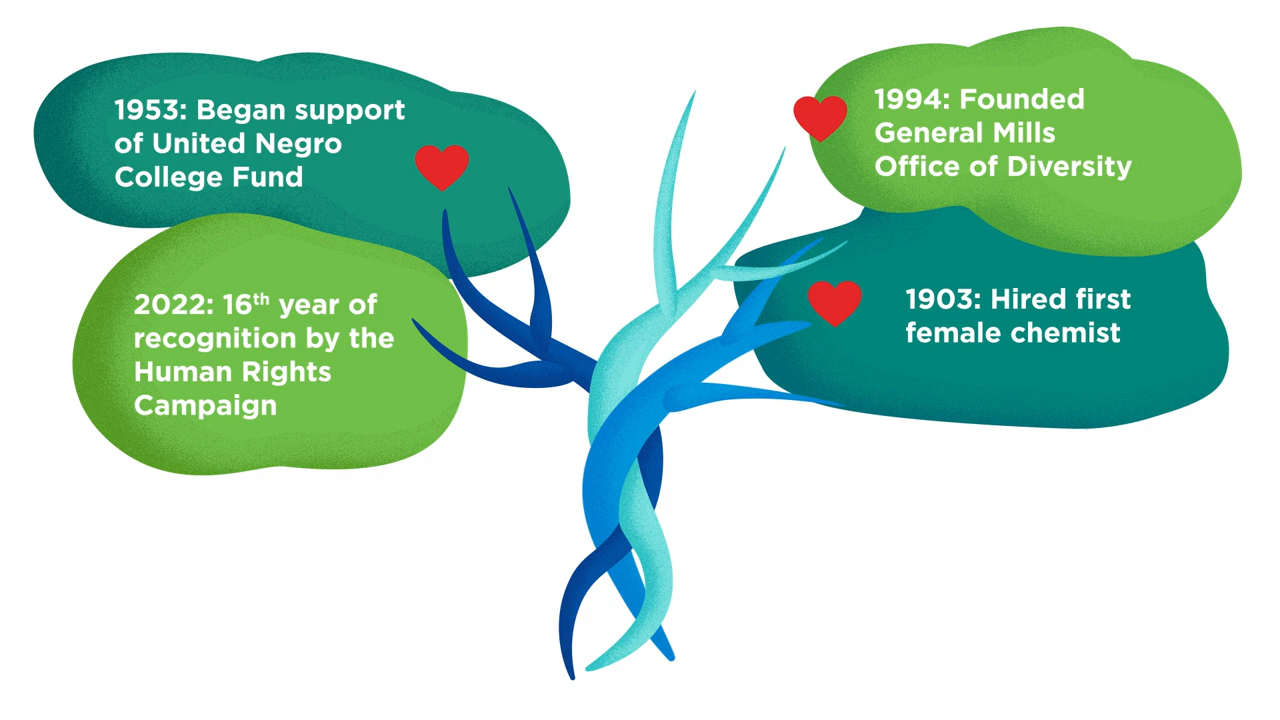 1953: Began support
of United Negro
College Fund
2022: 16th year of
recognition by the
Human Rights
Campaign
1994: Founded
General Mills
Office of Diversity
1903: Hired first
female chemist